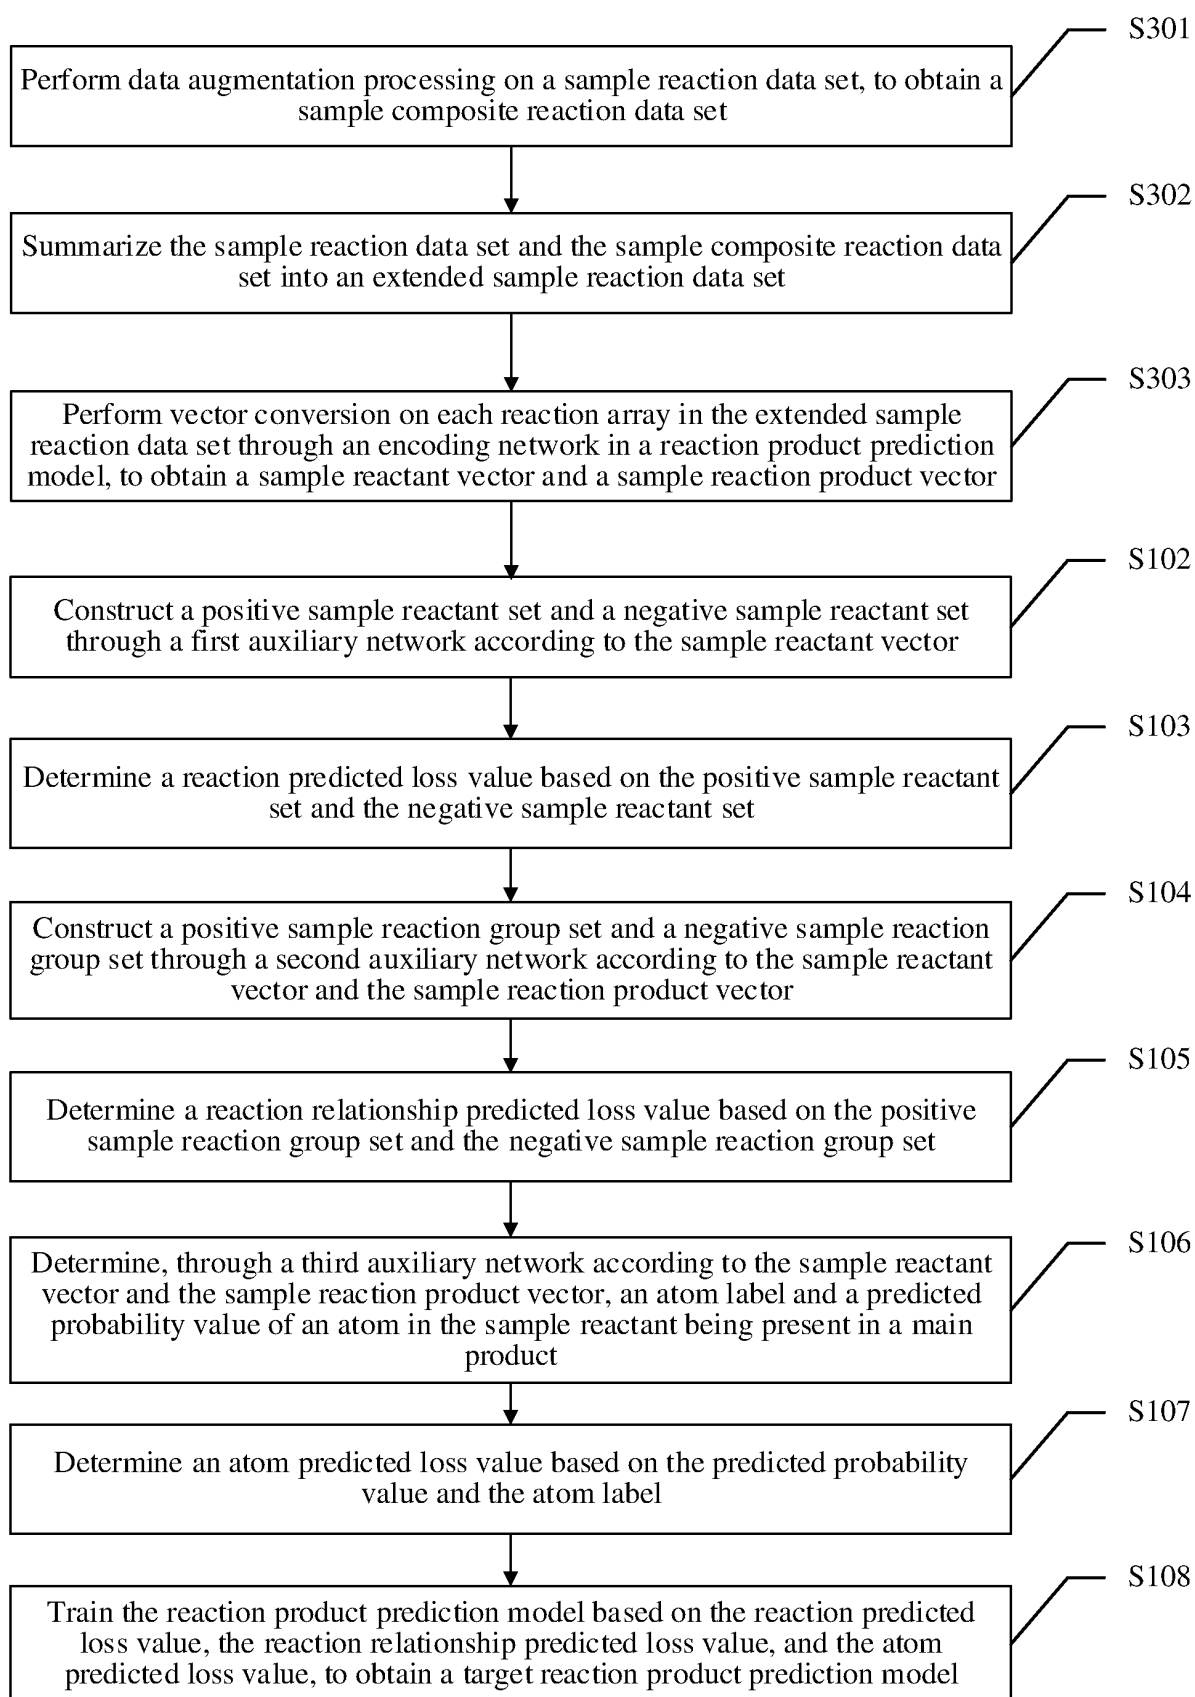 S301
Perform data augmentation processing on a sample reaction data set, to obtain a
sample composite reaction data set
S302
Summarize the sample reaction data set and the sample composite reaction data
set into an extended sample reaction data set
S303
Perform vector conversion on each reaction array in the extended sample
reaction data set through an encoding network in a reaction product prediction
model, to obtain a sample reactant vector and a sample reaction product vector
S102
Construct a positive sample reactant set and a negative sample reactant set
through a first auxiliary network according to the sample reactant vector
S103
Determine a reaction predicted loss value based on the positive sample reactant
set and the negative sample reactant set
S104
Construct a positive sample reaction group set and a negative sample reaction
group set through a second auxiliary network according to the sample reactant
vector and the sample reaction product vector
S105
Determine a reaction relationship predicted loss value based on the positive
sample reaction group set and the negative sample reaction group set
S106
Determine, through a third auxiliary network according to the sample reactant
vector and the sample reaction product vector, an atom label and a predicted
probability value of an atom in the sample reactant being present in a main
product
S107
Determine an atom predicted loss value based on the predicted probability
value and the atom label
S108
Train the reaction product prediction model based on the reaction predicted
loss value, the reaction relationship predicted loss value, and the atom
predicted loss value, to obtain a target reaction product prediction model